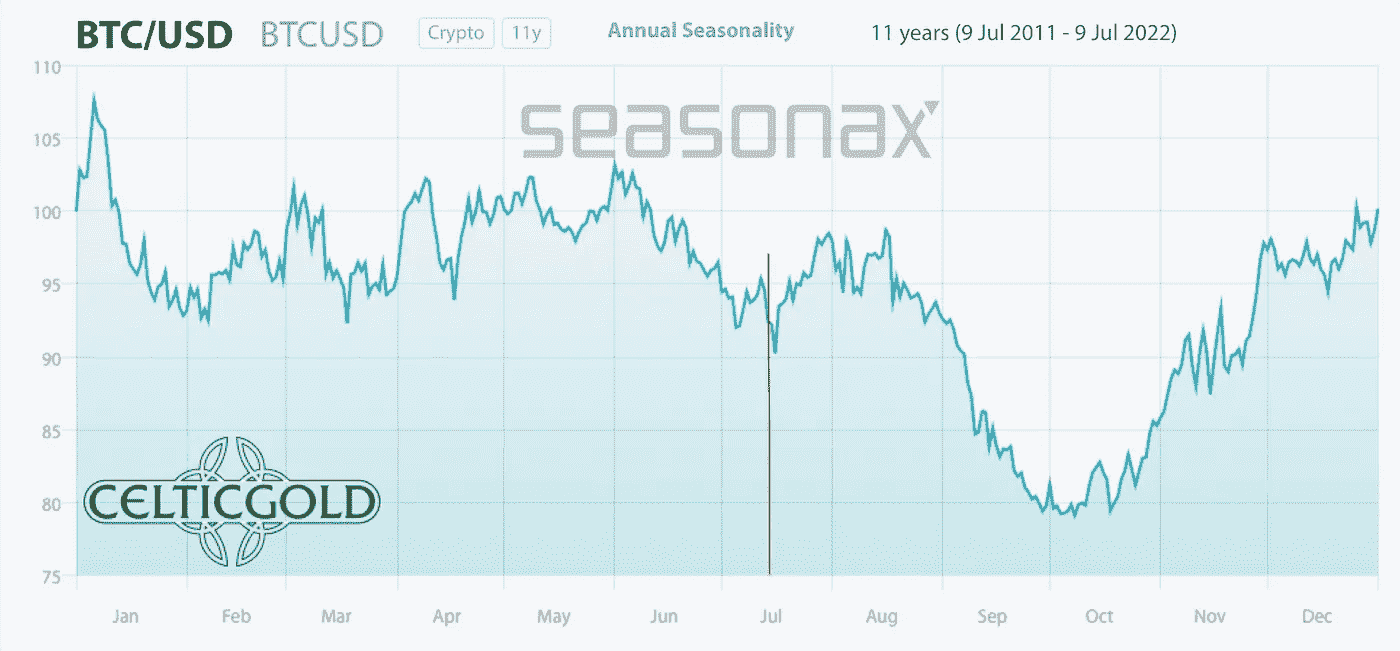 BTC/USD BTCUSD Crypto 11y Annual Seasonality 11 years (9 Jul 2011 - 9 Jul 2022)
110
seasonax
105
100
95
90
85
CELTICGOLD
80
75
Jan Feb Mar Apr May Jun Jul Aug Sep Oct Nov Dec